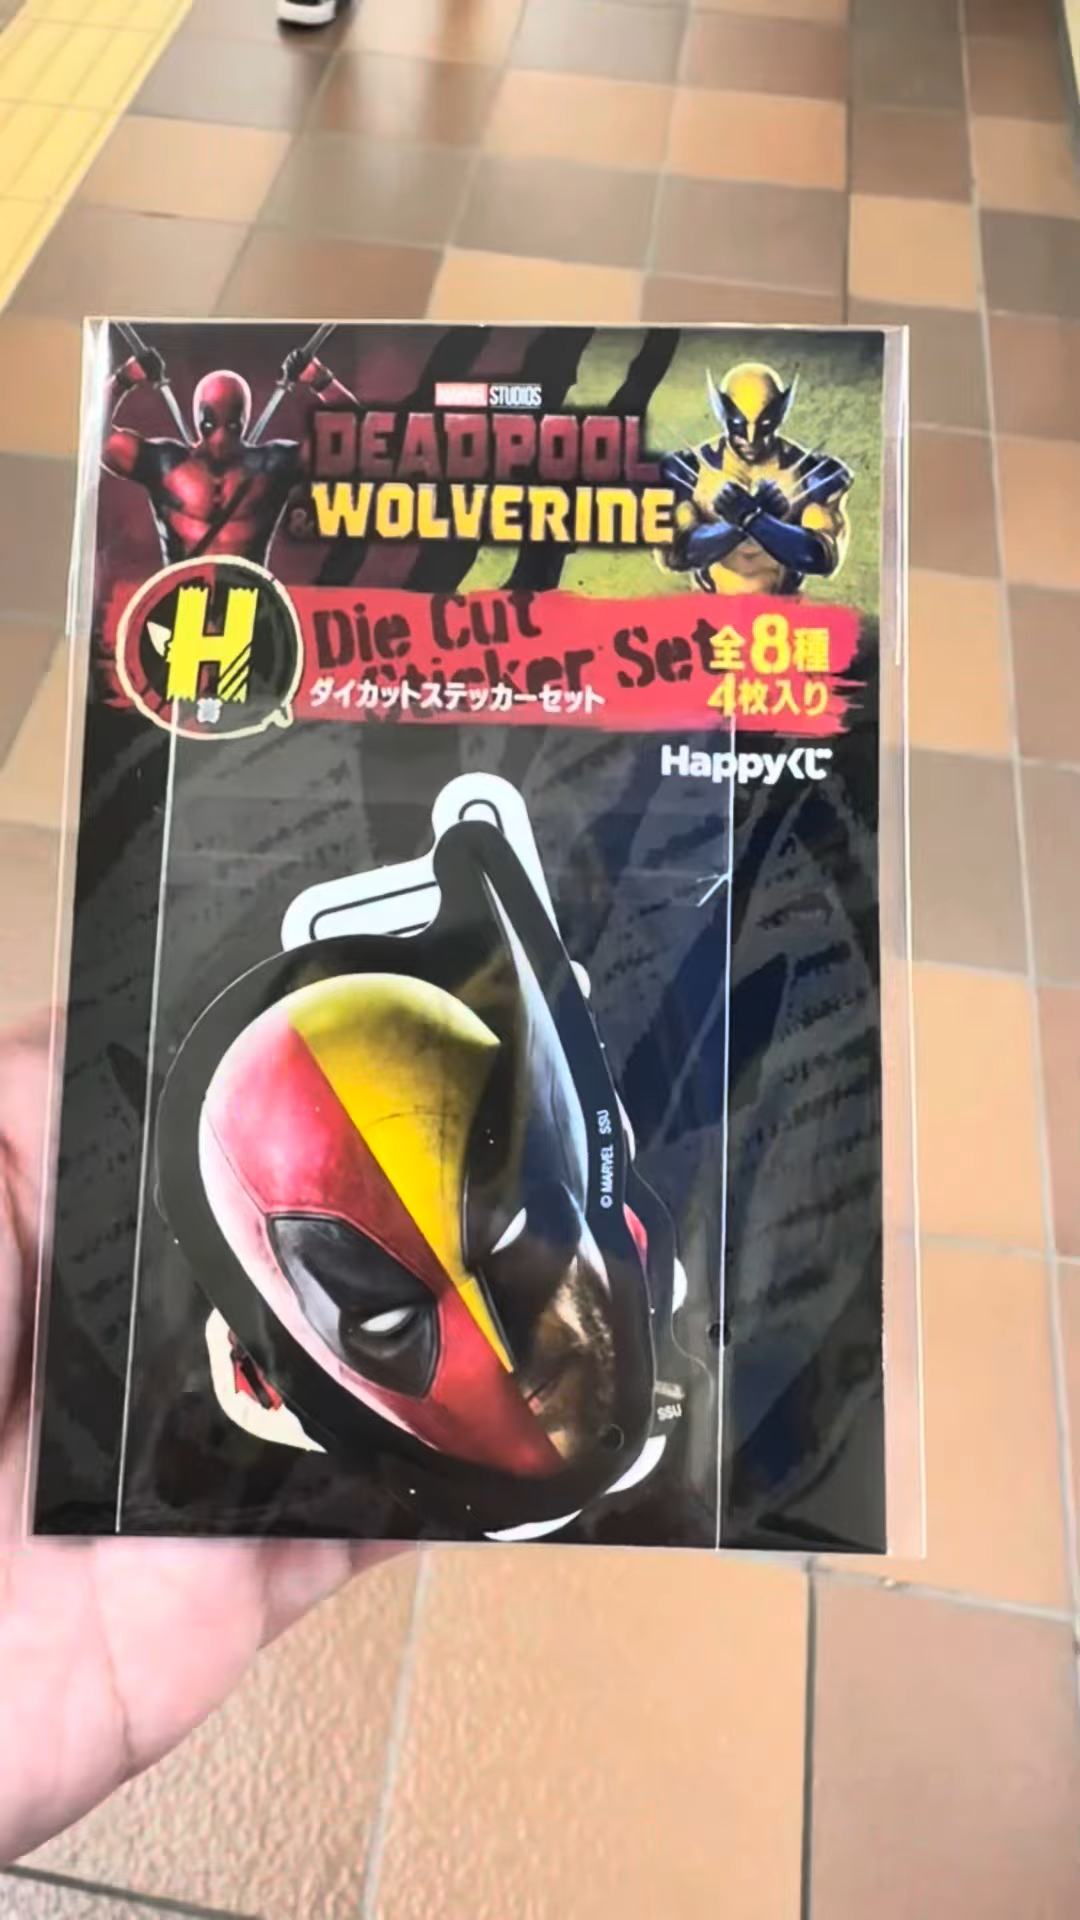 MARVEL STUDIOS
DEADPOOL
&WOLVERINE
H
賞
Die Cut
Sticker Set
ダイカットステッカーセット
全8種
4枚入り
Happyくじ
© MARVEL SSU
SSU